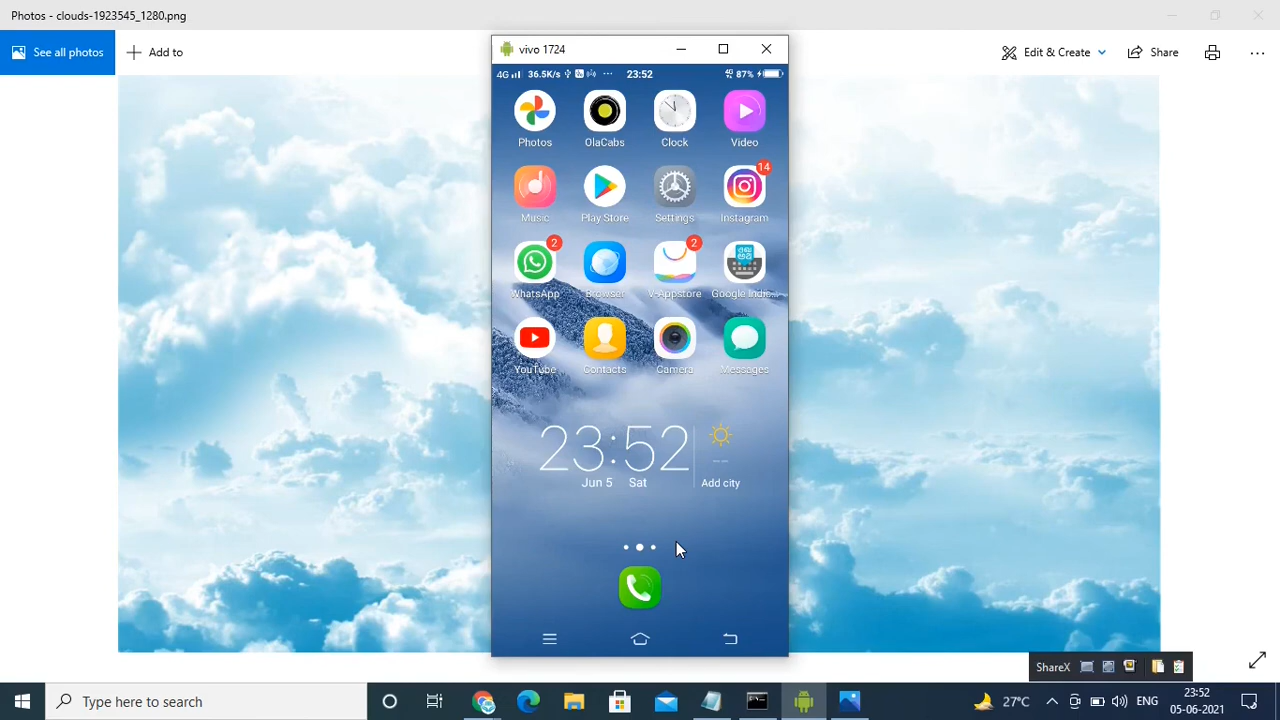 Photos - clouds-1923545_1280.png
See all photos
Add to
Edit & Create
Share
vivo 1724
4G 36.5K/s ... 23:52 4G 87%
Photos OlaCabs Clock Video
14
Music Play Store Settings Instagram
2 2
WhatsApp Browser V-Appstore Google Indic...
YouTube Contacts Camera Messages
23:52
Jun 5 Sat
-- Add city
ShareX
Type here to search
27°C
ENG
23:52
05-06-2021